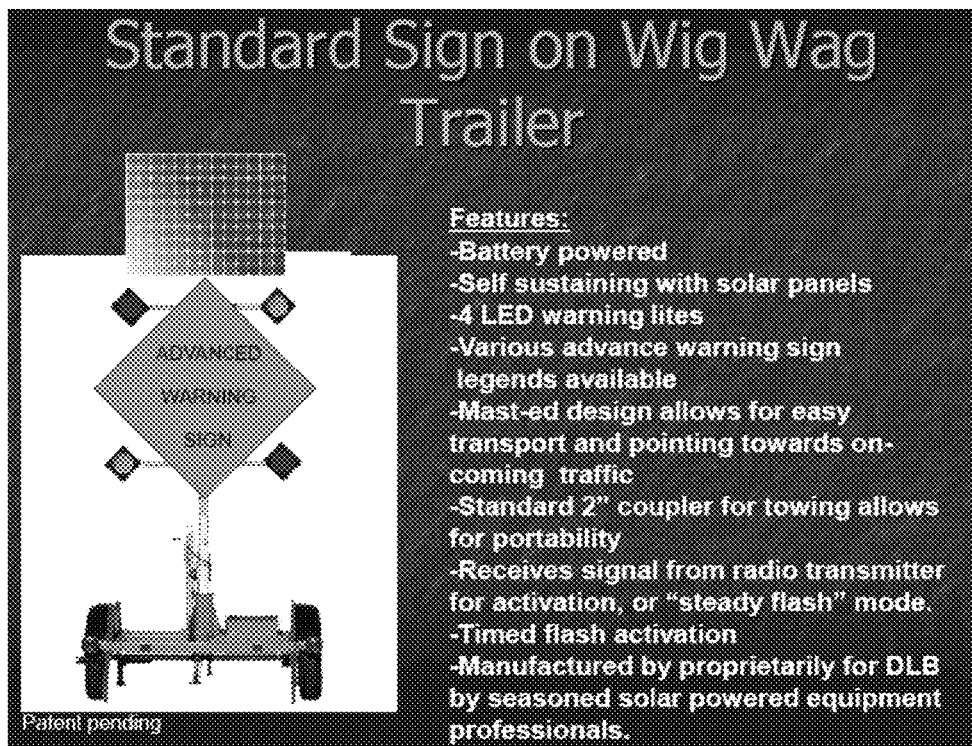 Standard Sign on Wig Wag
Trailer
ADVANCED
WARNING
SIGN
Patent pending
Features:
-Battery powered
-Self sustaining with solar panels
-4 LED warning lites
-Various advance warning sign
legends available
-Mast-ed design allows for easy
transport and pointing towards on-
coming traffic
-Standard 2” coupler for towing allows
for portability
-Receives signal from radio transmitter
for activation, or “steady flash” mode.
-Timed flash activation
-Manufactured by proprietarily for DLB
by seasoned solar powered equipment
professionals.